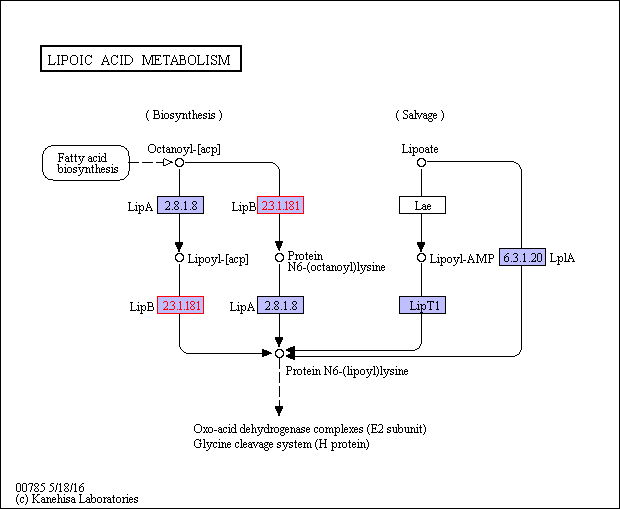 LIPOIC ACID METABOLISM
( Biosynthesis )
( Salvage )
Octanoyl-[acp]
Lipoate
Fatty acid
biosynthesis
LipA
2.8.1.8
LipB
2.3.1.181
Lae
Lipoyl-[acp]
Protein
N6-(octanoyl)lysine
Lipoyl-AMP
6.3.1.20
LplA
LipB
2.3.1.181
LipA
2.8.1.8
LipT1
Protein N6-(lipoyl)lysine
Oxo-acid dehydrogenase complexes (E2 subunit)
Glycine cleavage system (H protein)
00785 5/18/16
(c) Kanehisa Laboratories